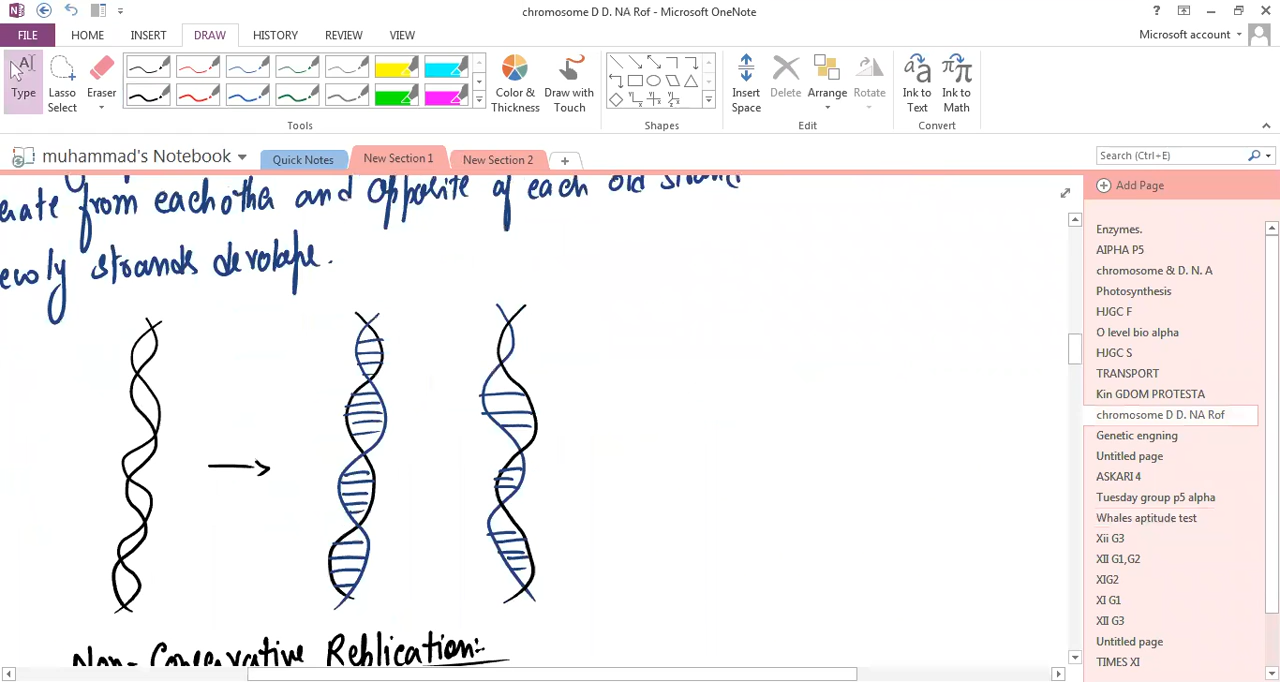 chromosome D D. NA Rof - Microsoft OneNote
FILE HOME INSERT DRAW HISTORY REVIEW VIEW
Microsoft account
Type
Lasso Select
Eraser
Color & Thickness
Draw with Touch
Insert Space
Delete
Arrange
Rotate
Ink to Text
Ink to Math
Tools
Shapes
Edit
Convert
muhammad's Notebook
Quick Notes
New Section 1
New Section 2
Search (Ctrl+E)
from eachother and opposite of each old strand
strands devolape.
Non-Conservative Replication:-
Add Page
Enzymes.
AlPHA P5
chromosome & D. N. A
Photosynthesis
HJGC F
O level bio alpha
HJGC S
TRANSPORT
Kin GDOM PROTESTA
chromosome D D. NA Rof
Genetic engning
Untitled page
ASKARI 4
Tuesday group p5 alpha
Whales aptitude test
Xii G3
XII G1,G2
XIG2
XI G1
XII G3
Untitled page
TIMES XI